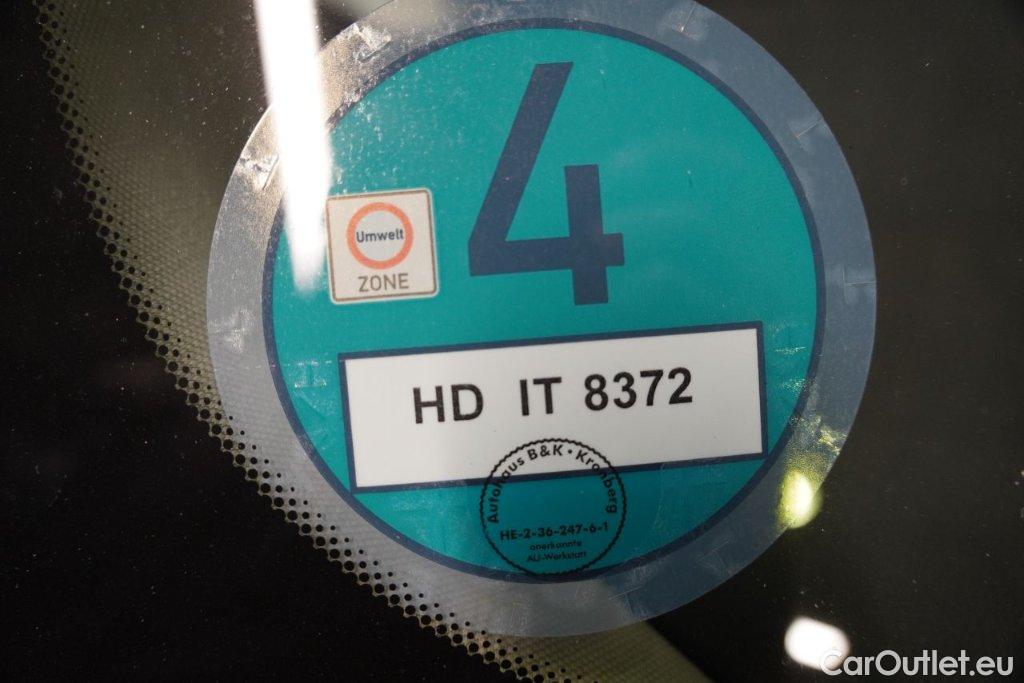 4
Umwelt
ZONE
HD IT 8372
Autohaus B&K • Kronberg
HE-2-36-247-6-1
anerkannte
AU-Werkstatt
CarOutlet.eu